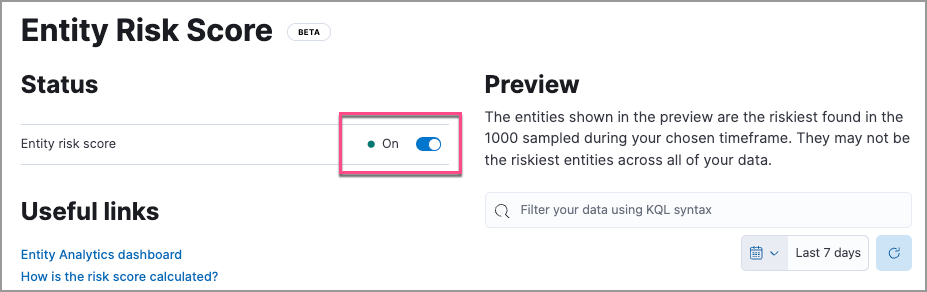 Entity Risk Score BETA
Status
Entity risk score
On
Useful links
Entity Analytics dashboard
How is the risk score calculated?
Preview
The entities shown in the preview are the riskiest found in the
1000 sampled during your chosen timeframe. They may not be
the riskiest entities across all of your data.
Filter your data using KQL syntax
Last 7 days